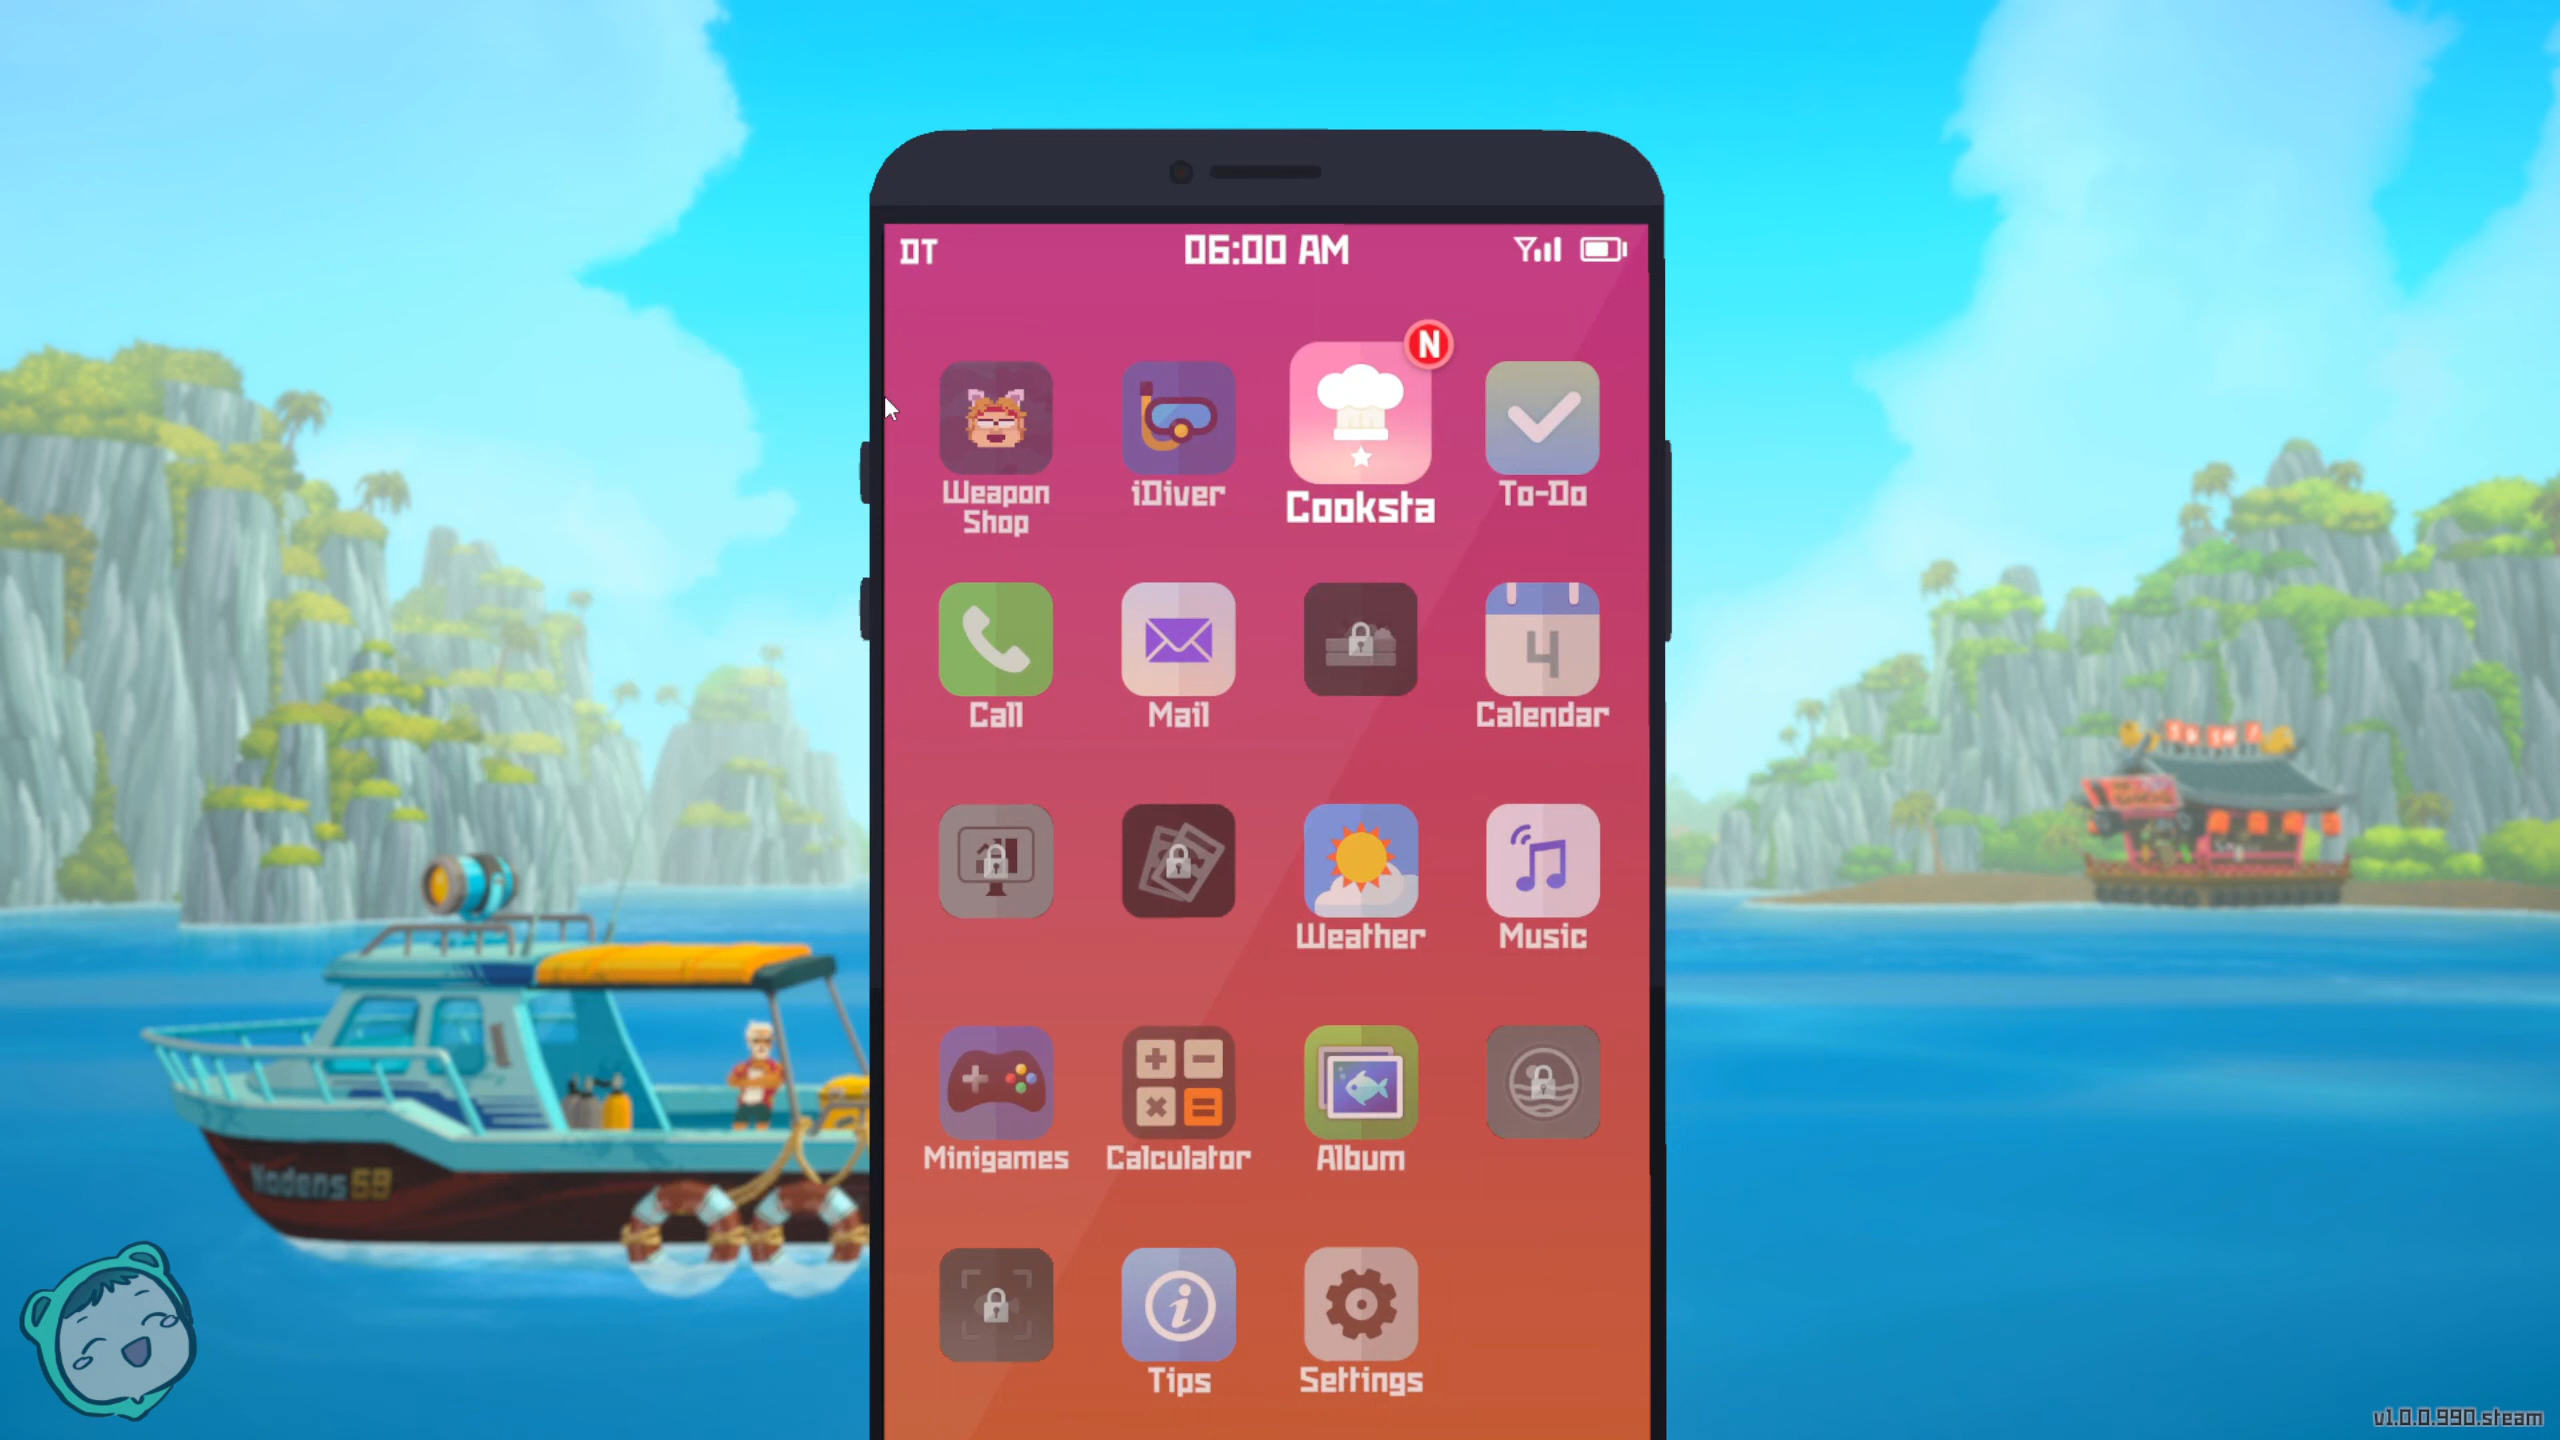 DT
06:00 AM
N
Weapon
Shop
iDiver
Cooksta
To-Do
Call
Mail
4
Calendar
Weather
Music
Minigames
Calculator
Album
Tips
Settings
v1.0.0.990.steam